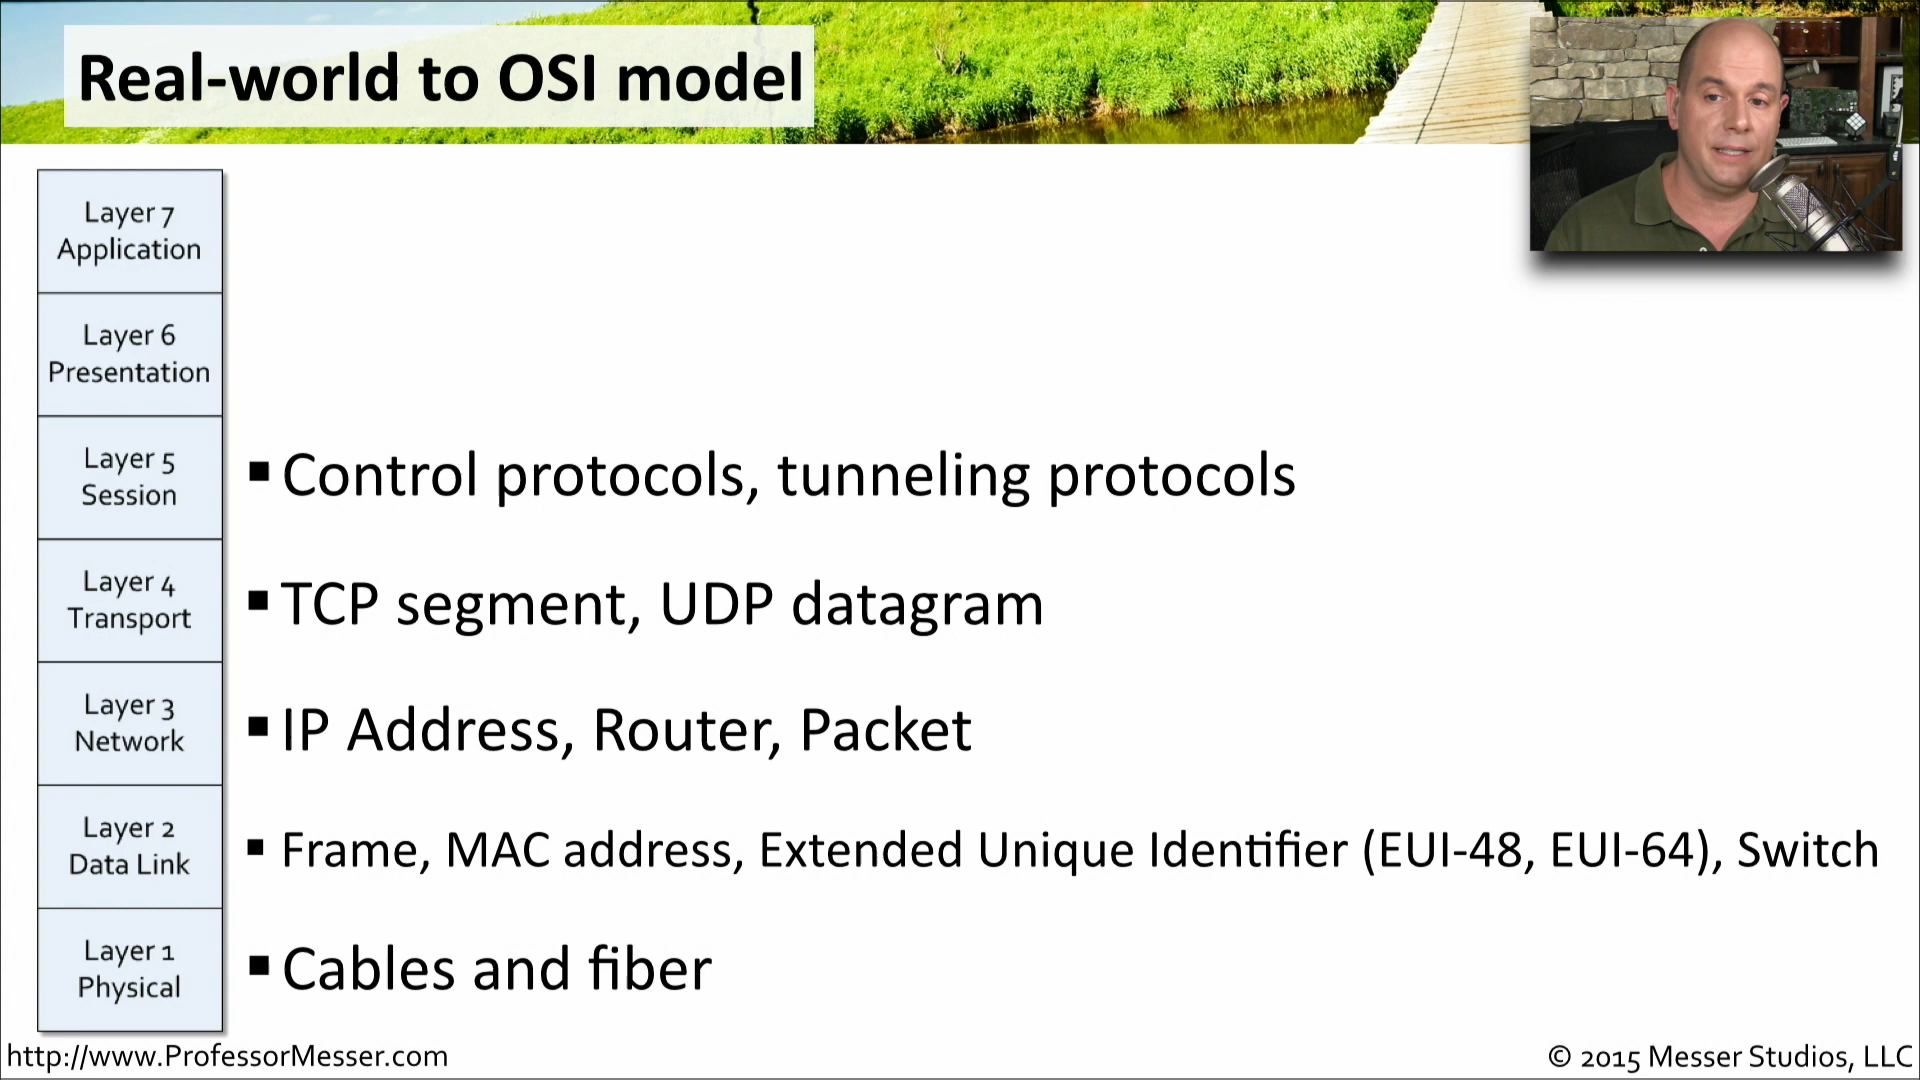 Real-world to OSI model
Layer 7
Application
Layer 6
Presentation
Layer 5
Session
▪ Control protocols, tunneling protocols
Layer 4
Transport
▪ TCP segment, UDP datagram
Layer 3
Network
▪ IP Address, Router, Packet
Layer 2
Data Link
▪ Frame, MAC address, Extended Unique Identifier (EUI-48, EUI-64), Switch
Layer 1
Physical
▪ Cables and fiber
http://www.ProfessorMesser.com
© 2015 Messer Studios, LLC